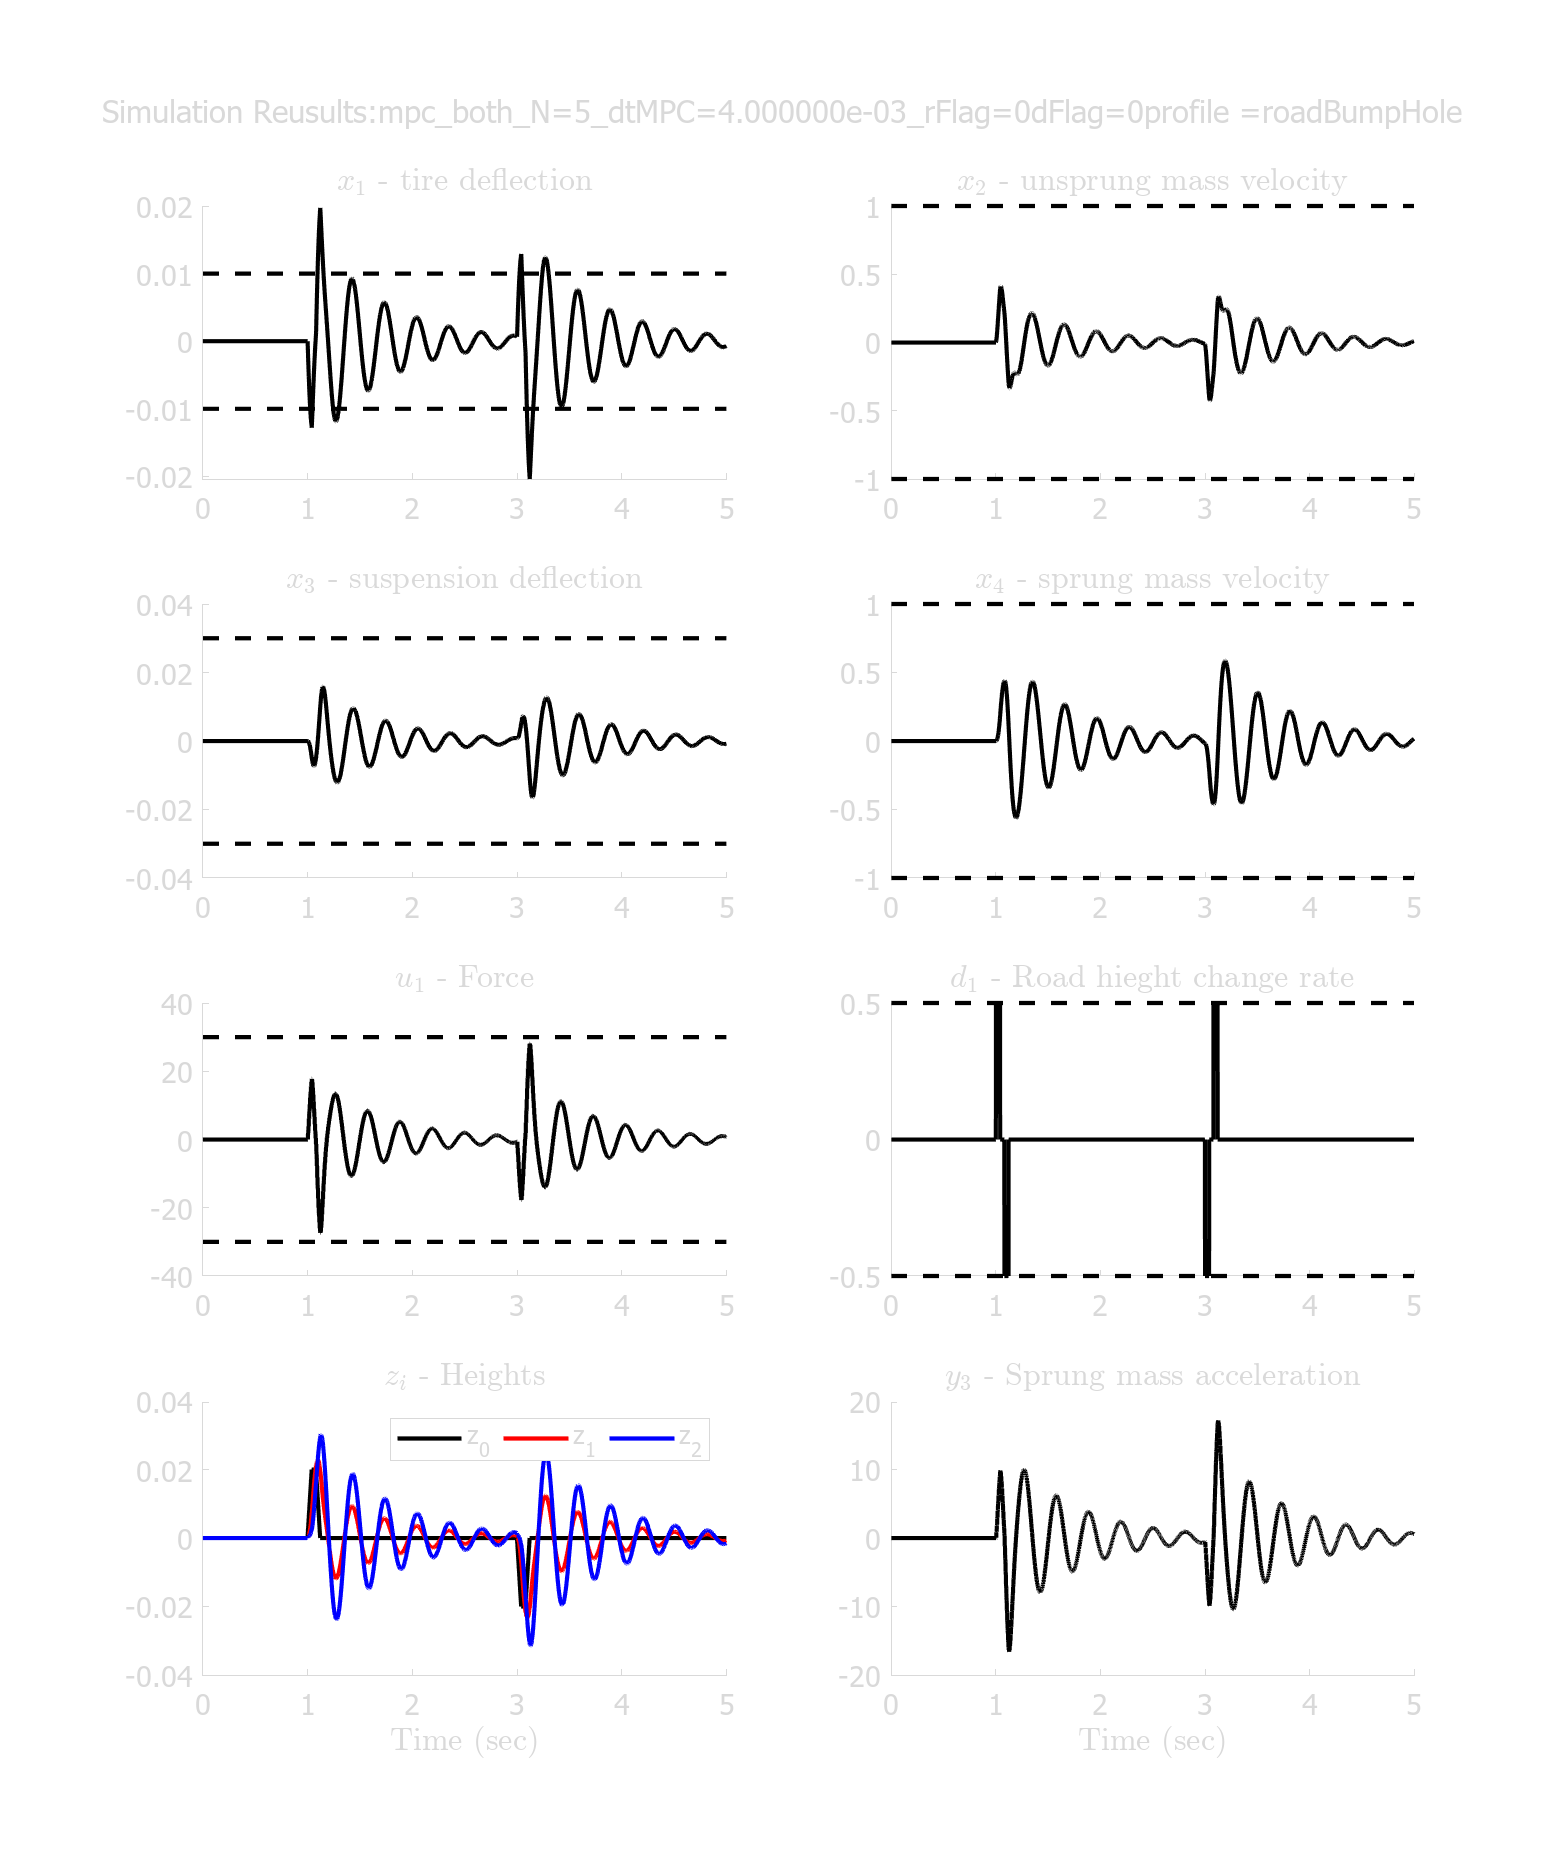 Simulation Reusults:mpc_both_N=5_dtMPC=4.000000e-03_rFlag=0dFlag=0profile =roadBumpHole
x1 - tire deflection
0.02
0.01
0
-0.01
-0.02
0 1 2 3 4 5
x2 - unsprung mass velocity
1
0.5
0
-0.5
-1
0 1 2 3 4 5
x3 - suspension deflection
0.04
0.02
0
-0.02
-0.04
0 1 2 3 4 5
x4 - sprung mass velocity
1
0.5
0
-0.5
-1
0 1 2 3 4 5
u1 - Force
40
20
0
-20
-40
0 1 2 3 4 5
d1 - Road hieght change rate
0.5
0
-0.5
0 1 2 3 4 5
zi - Heights
0.04
0.02
0
-0.02
-0.04
z0 z1 z2
0 1 2 3 4 5
Time (sec)
y3 - Sprung mass acceleration
20
10
0
-10
-20
0 1 2 3 4 5
Time (sec)